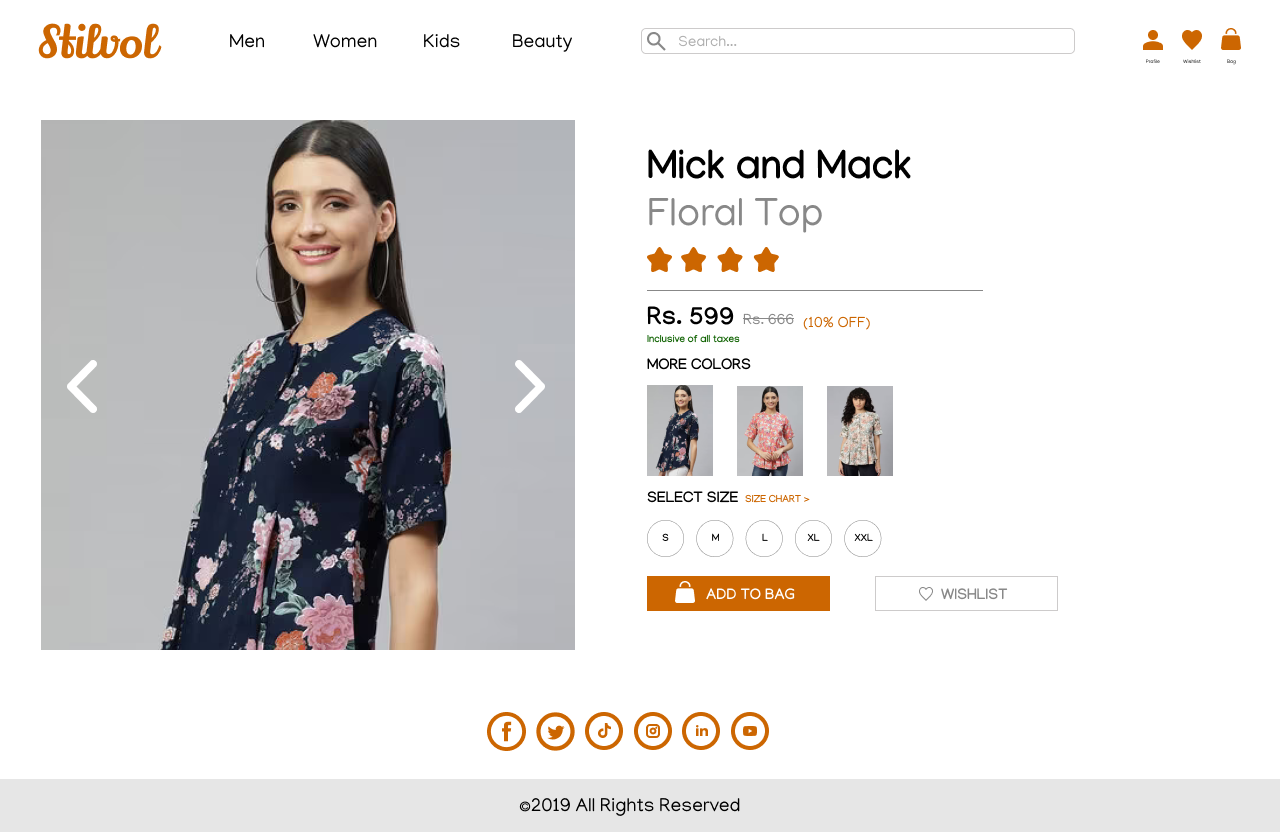 Stilvol
Men
Women
Kids
Beauty
Search...
Profile
Wishlist
Bag
Mick and Mack
Floral Top
Rs. 599 Rs. 666 (10% OFF)
Inclusive of all taxes
MORE COLORS
SELECT SIZE SIZE CHART >
S
M
L
XL
XXL
ADD TO BAG
WISHLIST
©2019 All Rights Reserved